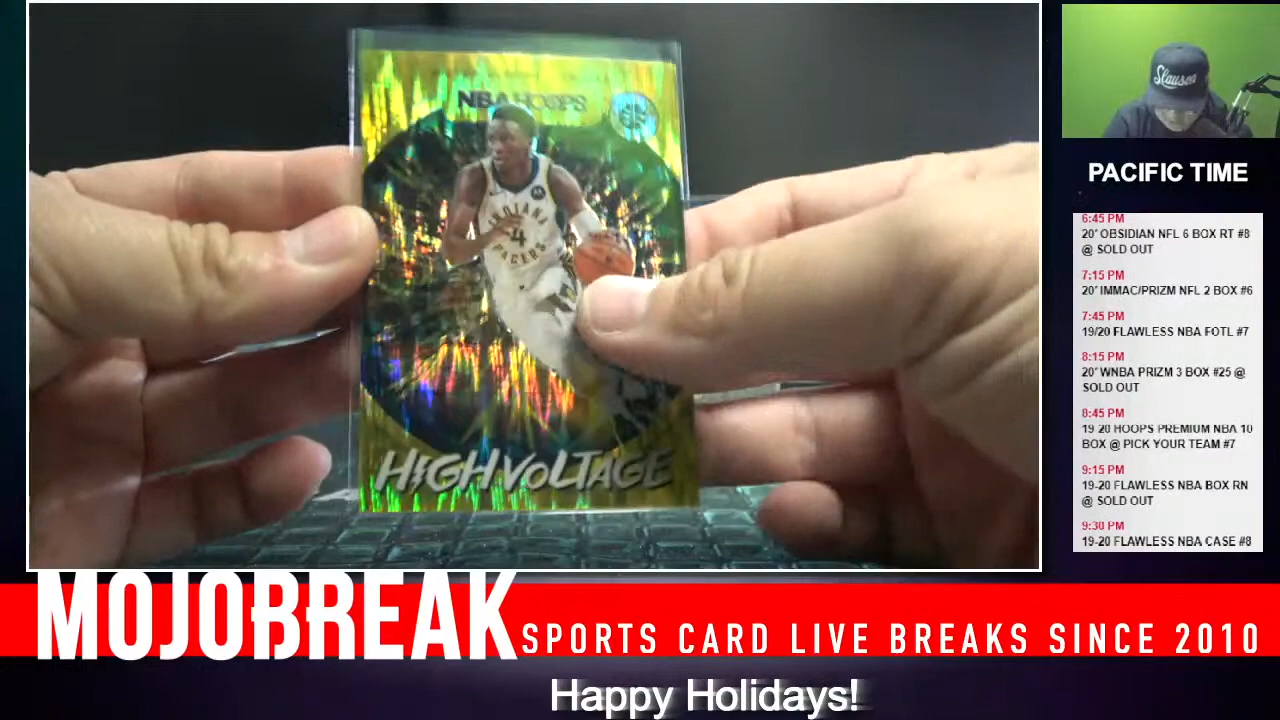 NBA HOOPS
INDIANA
4
PACERS
HIGH VOLTAGE
Slauson
PACIFIC TIME
6:45 PM
20' OBSIDIAN NFL 6 BOX RT #8
@ SOLD OUT
7:15 PM
20' IMMAC/PRIZM NFL 2 BOX #6
7:45 PM
19/20 FLAWLESS NBA FOTL #7
8:15 PM
20' WNBA PRIZM 3 BOX #25 @
SOLD OUT
8:45 PM
19-20 HOOPS PREMIUM NBA 10
BOX @ PICK YOUR TEAM #7
9:15 PM
19-20 FLAWLESS NBA BOX RN
@ SOLD OUT
9:30 PM
19-20 FLAWLESS NBA CASE #8
MOJOBREAK
SPORTS CARD LIVE BREAKS SINCE 2010
Happy Holidays!